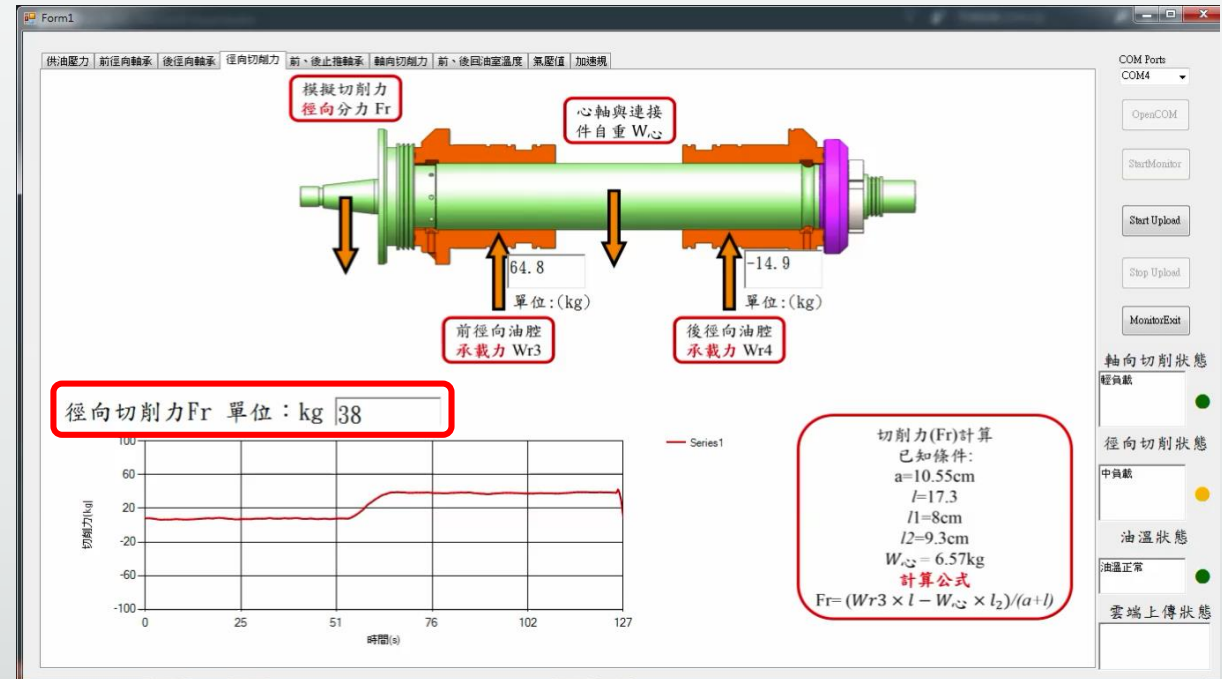 Form1
供油壓力 前徑向軸承 後徑向軸承 徑向切削力 前、後止推軸承 軸向切削力 前、後回油室溫度 氣壓值 加速規
COM Ports
COM4
OpenCOM
StartMonitor
Start Upload
Stop Upload
MonitorExit
模擬切削力
徑向分力 Fr
心軸與連接
件自重 W心
64.8
單位:(kg)
-14.9
單位:(kg)
前徑向油腔
承載力 Wr3
後徑向油腔
承載力 Wr4
徑向切削力Fr 單位：kg 38
切削力(kg)
100
60
20
-20
-60
-100
0 25 51 76 102 127
時間(s)
Series1
切削力(Fr)計算
已知條件:
a=10.55cm
l=17.3
l1=8cm
l2=9.3cm
W心 = 6.57kg
計算公式
Fr= (Wr3 × l − W心 × l₂)/(a+l)
軸向切削狀態
輕負載
徑向切削狀態
中負載
油溫狀態
油溫正常
雲端上傳狀態